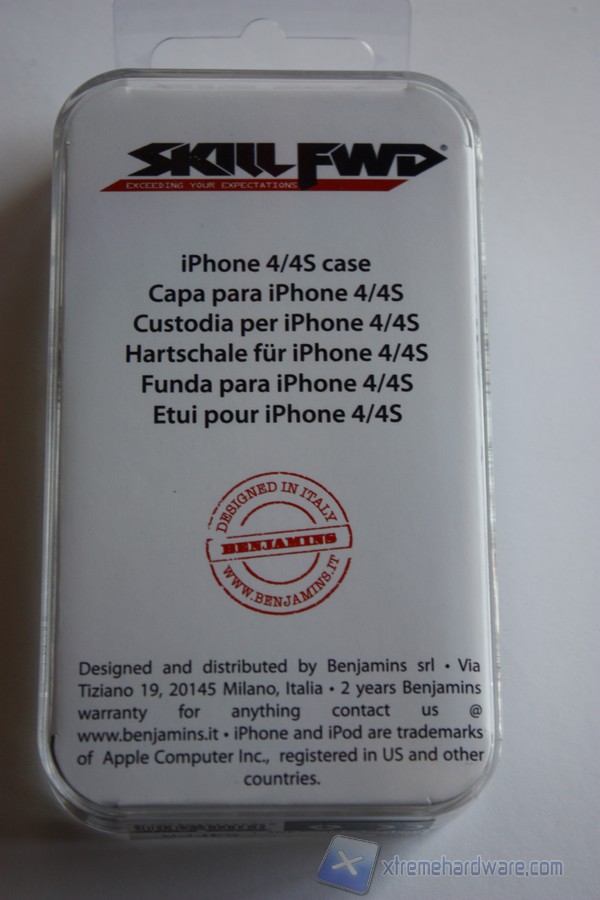 SKILL FWD®
EXCEEDING YOUR EXPECTATIONS
iPhone 4/4S case
Capa para iPhone 4/4S
Custodia per iPhone 4/4S
Hartschale für iPhone 4/4S
Funda para iPhone 4/4S
Etui pour iPhone 4/4S
DESIGNED IN ITALY
BENJAMINS
WWW.BENJAMINS.IT
Designed and distributed by Benjamins srl • Via
Tiziano 19, 20145 Milano, Italia • 2 years Benjamins
warranty for anything contact us @
www.benjamins.it • iPhone and iPod are trademarks
of Apple Computer Inc., registered in US and other
countries.
X xtremehardware.com